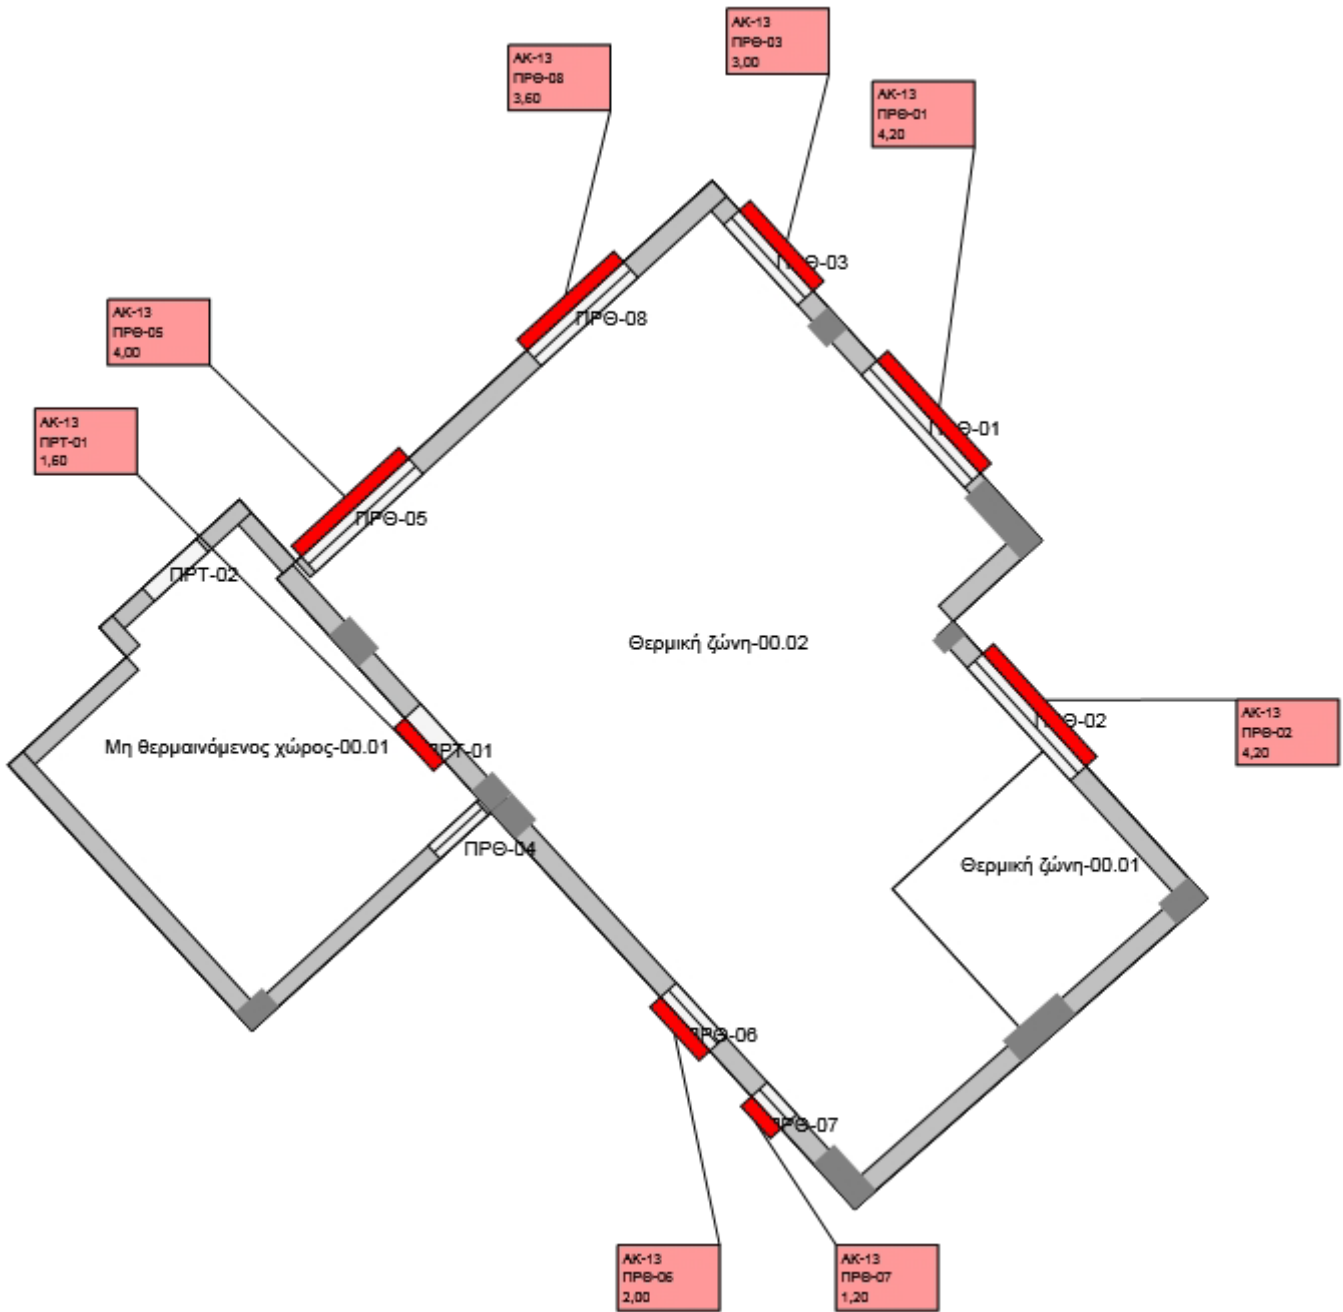 ΑΚ-13
ΠΡΘ-03
3,00
ΑΚ-13
ΠΡΘ-08
3,60
ΑΚ-13
ΠΡΘ-01
4,20
ΠΡΘ-03
ΠΡΘ-08
ΑΚ-13
ΠΡΘ-05
4,00
ΑΚ-13
ΠΡΤ-01
1,60
ΠΡΘ-01
ΠΡΘ-05
ΠΡΤ-02
Θερμική ζώνη-00.02
ΑΚ-13
ΠΡΘ-02
4,20
ΠΡΘ-02
Μη θερμαινόμενος χώρος-00.01
ΠΡΤ-01
ΠΡΘ-04
Θερμική ζώνη-00.01
ΠΡΘ-06
ΠΡΘ-07
ΑΚ-13
ΠΡΘ-06
2,00
ΑΚ-13
ΠΡΘ-07
1,20